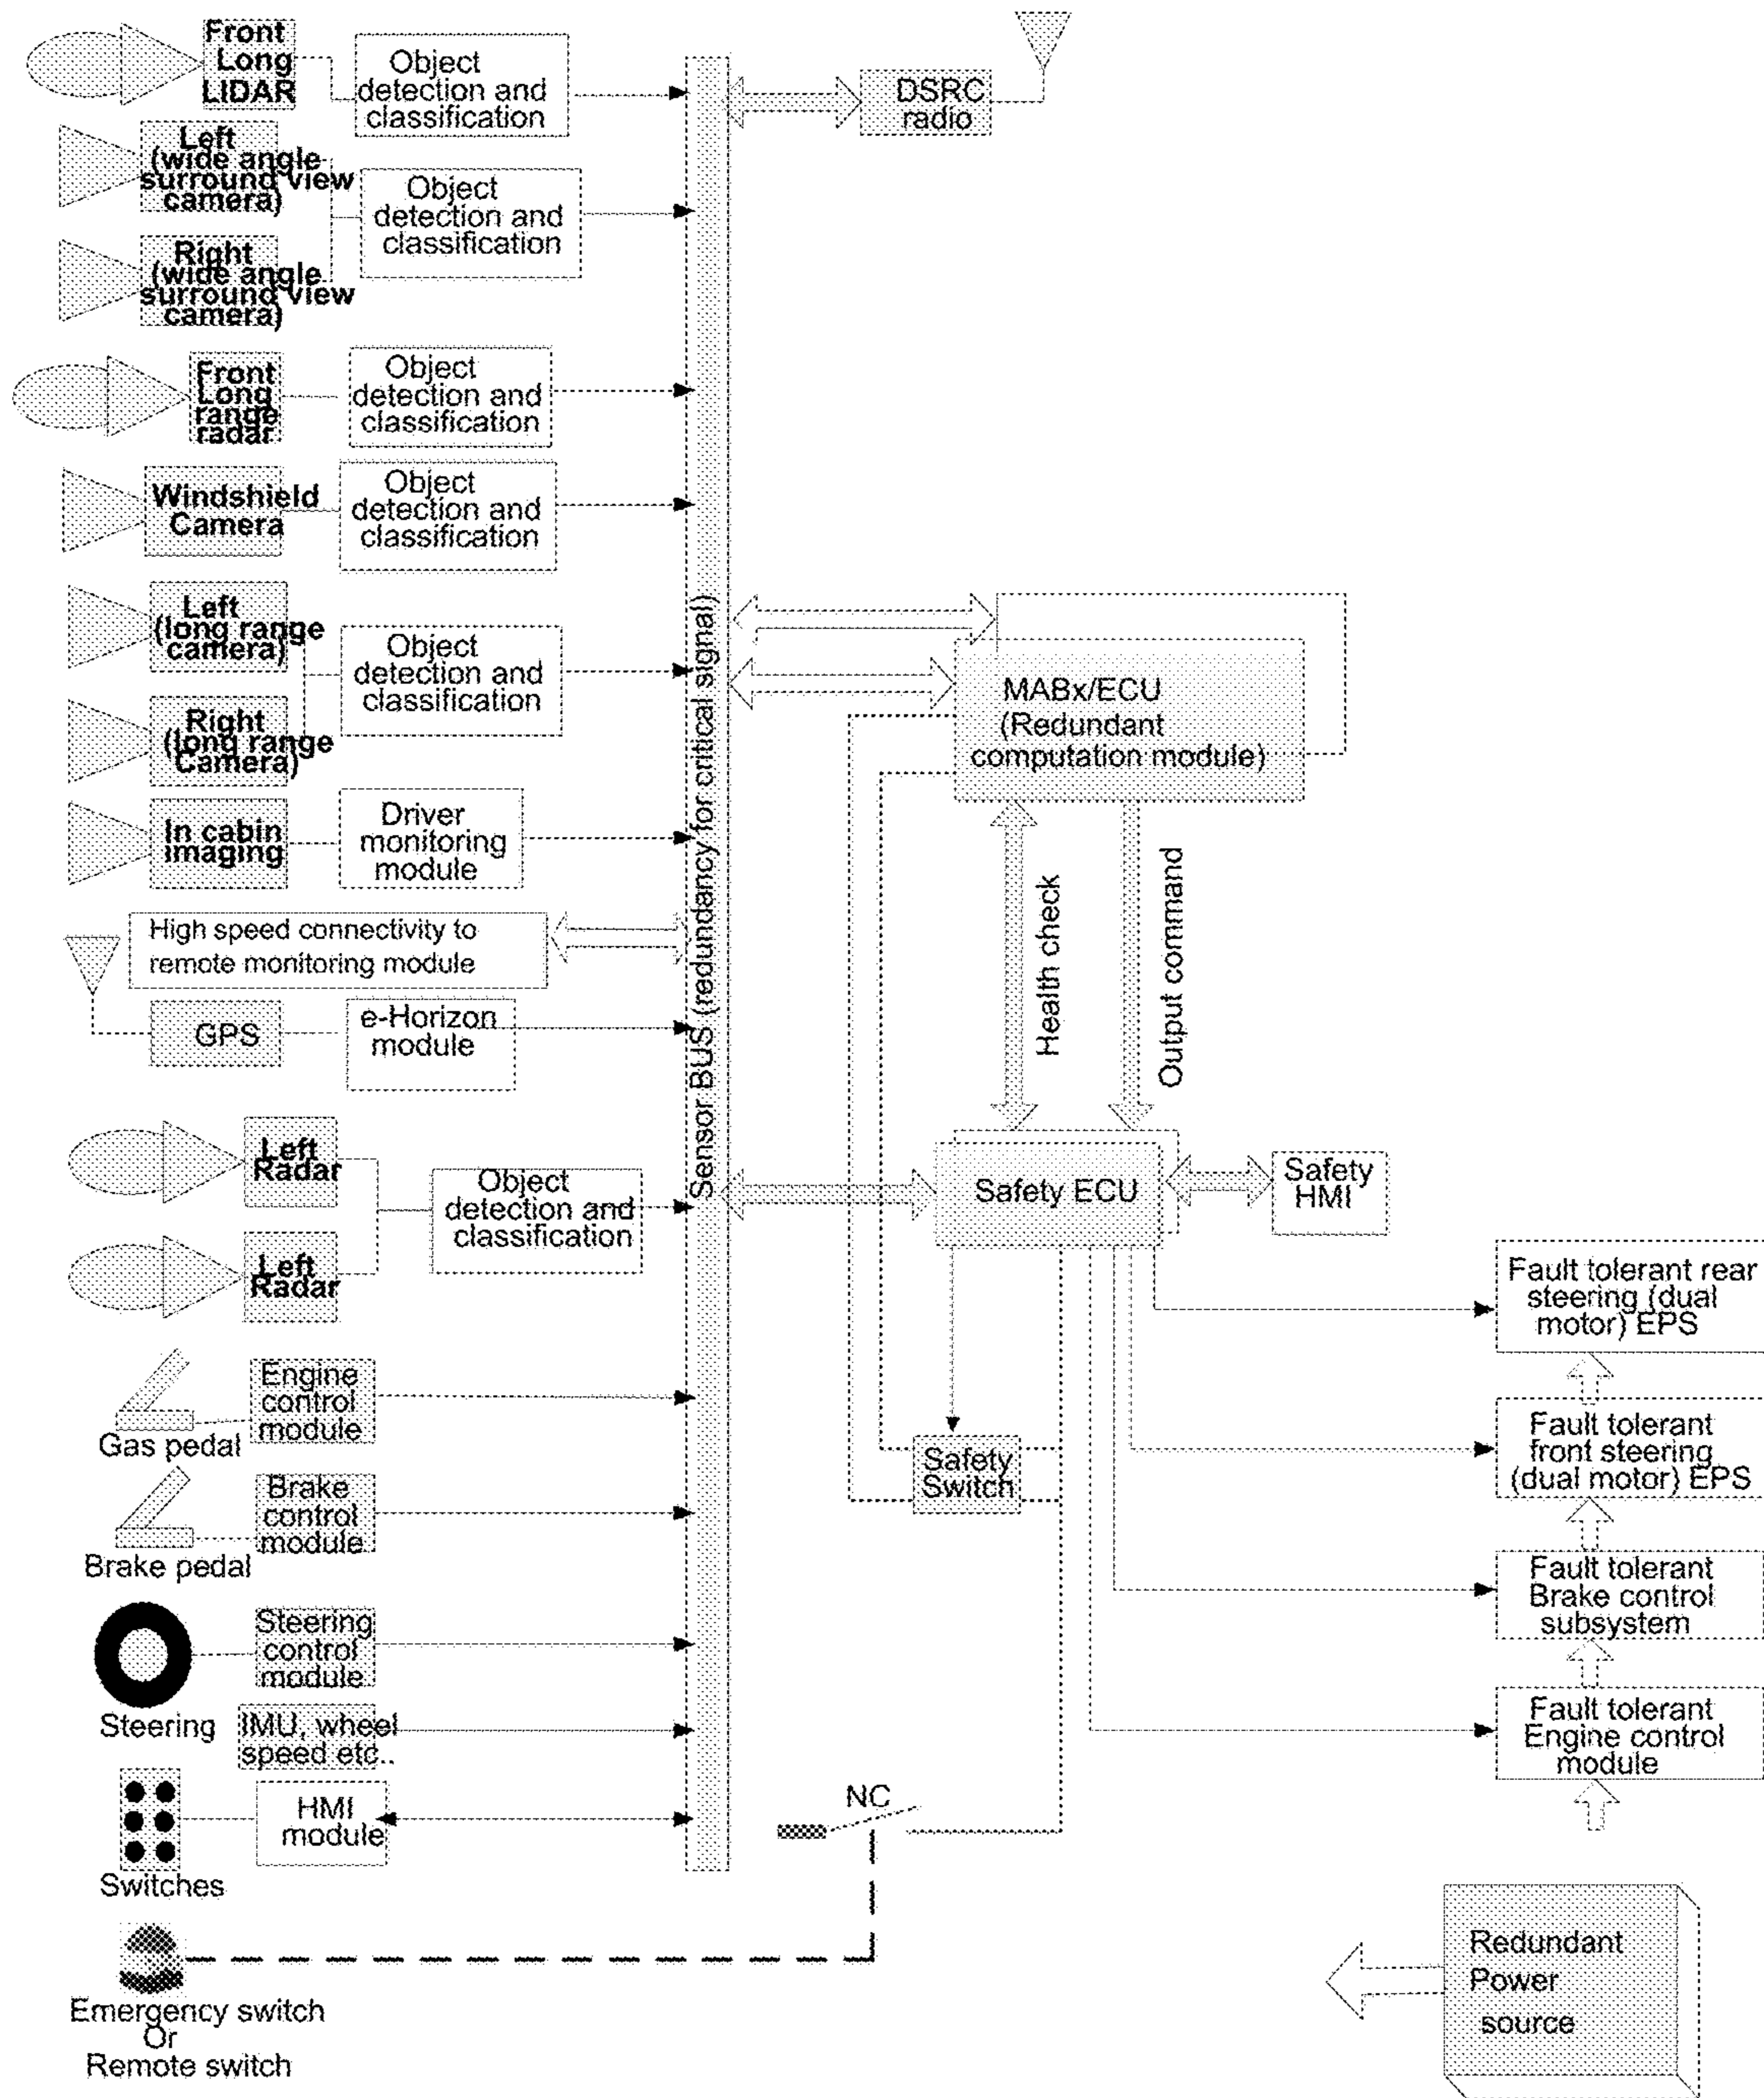 Front
Long
LIDAR
Object
detection and
classification
DSRC
radio
Left
(wide angle
surround view
camera)
Object
detection and
classification
Right
(wide angle
surround view
camera)
Front
Long
range
radar
Object
detection and
classification
Windshield
Camera
Object
detection and
classification
Left
(long range
camera)
Object
detection and
classification
Right
(long range
Camera)
In cabin
imaging
Driver
monitoring
module
High speed connectivity to
remote monitoring module
GPS
e-Horizon
module
Left
Radar
Object
detection and
classification
Left
Radar
Engine
control
module
Gas pedal
Brake
control
module
Brake pedal
Steering
control
module
Steering
IMU, wheel
speed etc..
HMI
module
Switches
Emergency switch
Or
Remote switch
Sensor BUS (redundancy for critical signal)
MABx/ECU
(Redundant
computation module)
Health check
Output command
Safety ECU
Safety
HMI
Safety
Switch
NC
Fault tolerant rear
steering (dual
motor) EPS
Fault tolerant
front steering
(dual motor) EPS
Fault tolerant
Brake control
subsystem
Fault tolerant
Engine control
module
Redundant
Power
source